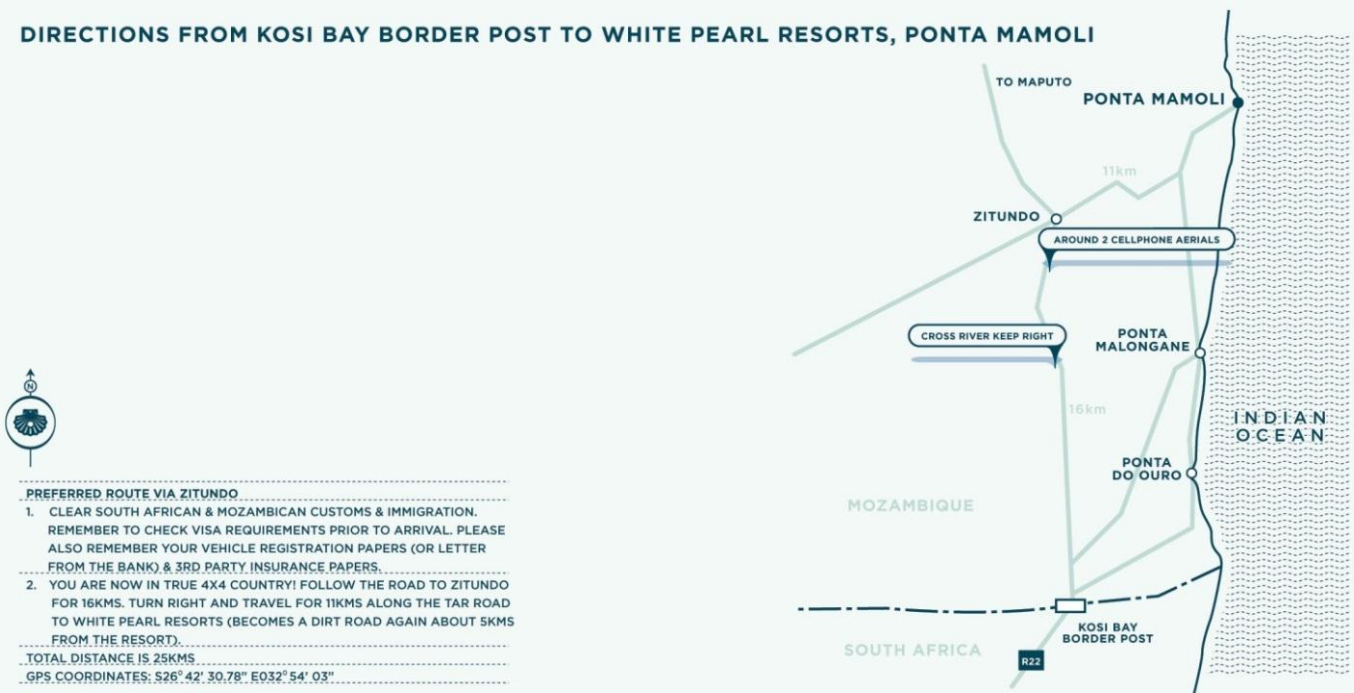 DIRECTIONS FROM KOSI BAY BORDER POST TO WHITE PEARL RESORTS, PONTA MAMOLI
TO MAPUTO
PONTA MAMOLI
11km
ZITUNDO
AROUND 2 CELLPHONE AERIALS
CROSS RIVER KEEP RIGHT
PONTA
MALONGANE
16km
INDIAN
OCEAN
PONTA
DO OURO
MOZAMBIQUE
KOSI BAY
BORDER POST
SOUTH AFRICA
R22
N
PREFERRED ROUTE VIA ZITUNDO
1. CLEAR SOUTH AFRICAN & MOZAMBICAN CUSTOMS & IMMIGRATION.
REMEMBER TO CHECK VISA REQUIREMENTS PRIOR TO ARRIVAL. PLEASE
ALSO REMEMBER YOUR VEHICLE REGISTRATION PAPERS (OR LETTER
FROM THE BANK) & 3RD PARTY INSURANCE PAPERS.
2. YOU ARE NOW IN TRUE 4X4 COUNTRY! FOLLOW THE ROAD TO ZITUNDO
FOR 16KMS. TURN RIGHT AND TRAVEL FOR 11KMS ALONG THE TAR ROAD
TO WHITE PEARL RESORTS (BECOMES A DIRT ROAD AGAIN ABOUT 5KMS
FROM THE RESORT).
TOTAL DISTANCE IS 25KMS
GPS COORDINATES: S26° 42' 30.78" E032° 54' 03"